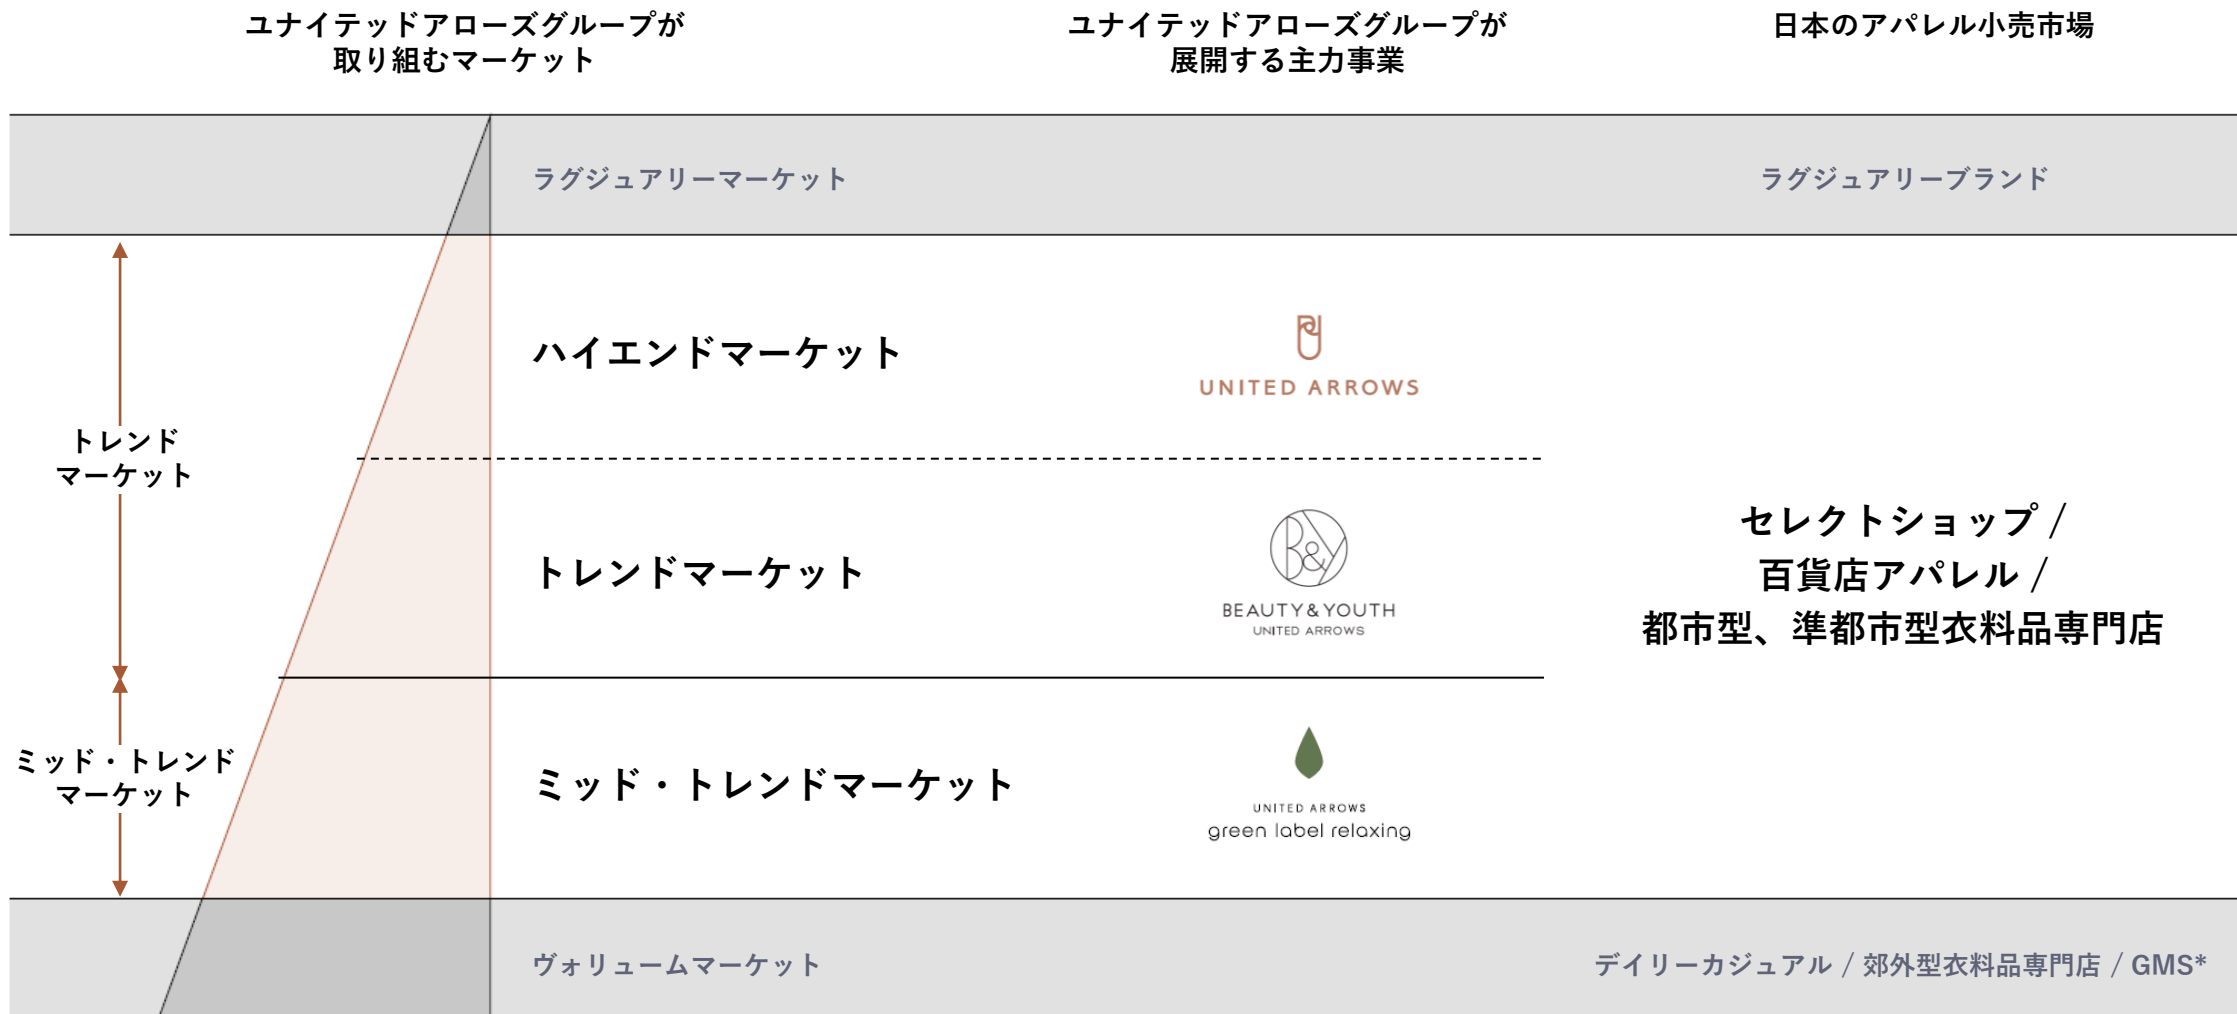 ユナイテッドアローズグループが
取り組むマーケット
ユナイテッドアローズグループが
展開する主力事業
日本のアパレル小売市場
ラグジュアリーマーケット
ラグジュアリーブランド
トレンド
マーケット
ハイエンドマーケット
UNITED ARROWS
トレンドマーケット
B&Y
BEAUTY&YOUTH
UNITED ARROWS
セレクトショップ /
百貨店アパレル /
都市型、準都市型衣料品専門店
ミッド・トレンド
マーケット
ミッド・トレンドマーケット
UNITED ARROWS
green label relaxing
ヴォリュームマーケット
デイリーカジュアル / 郊外型衣料品専門店 / GMS*